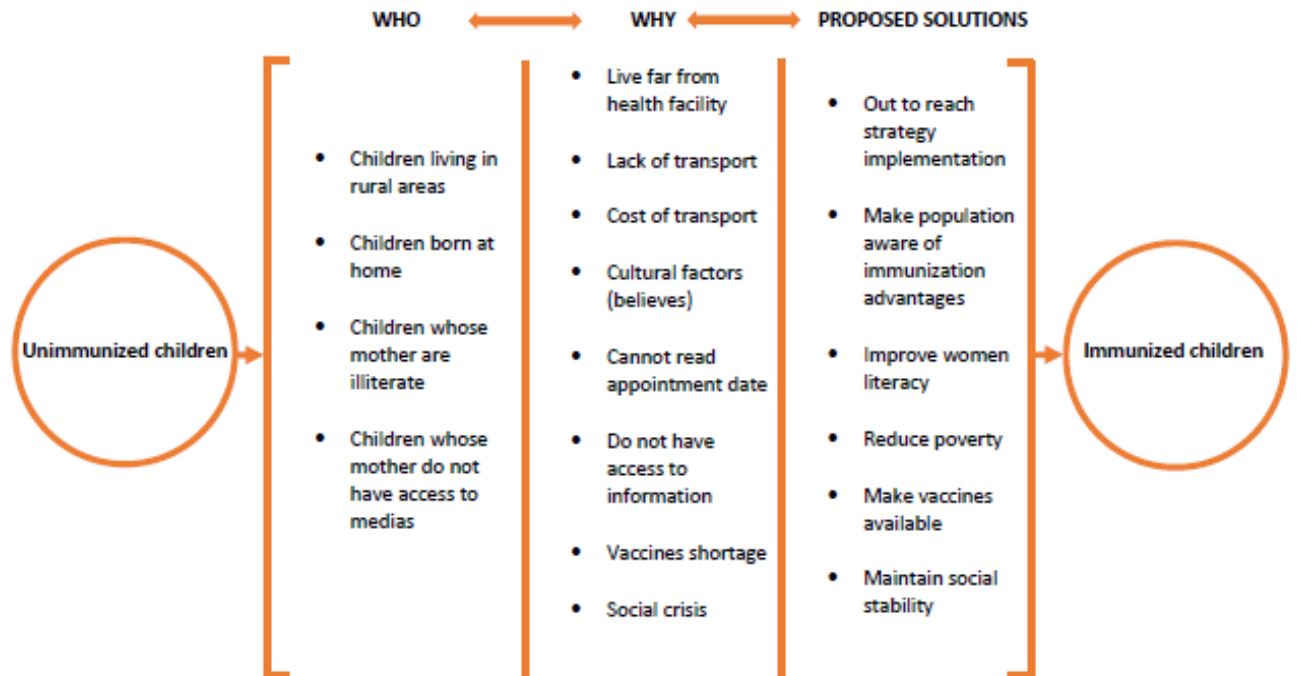 WHO
WHY
PROPOSED SOLUTIONS
Unimmunized children
• Children living in
rural areas
• Children born at
home
• Children whose
mother are
illiterate
• Children whose
mother do not
have access to
medias
• Live far from
health facility
• Lack of transport
• Cost of transport
• Cultural factors
(believes)
• Cannot read
appointment date
• Do not have
access to
information
• Vaccines shortage
• Social crisis
• Out to reach
strategy
implementation
• Make population
aware of
immunization
advantages
• Improve women
literacy
• Reduce poverty
• Make vaccines
available
• Maintain social
stability
Immunized children